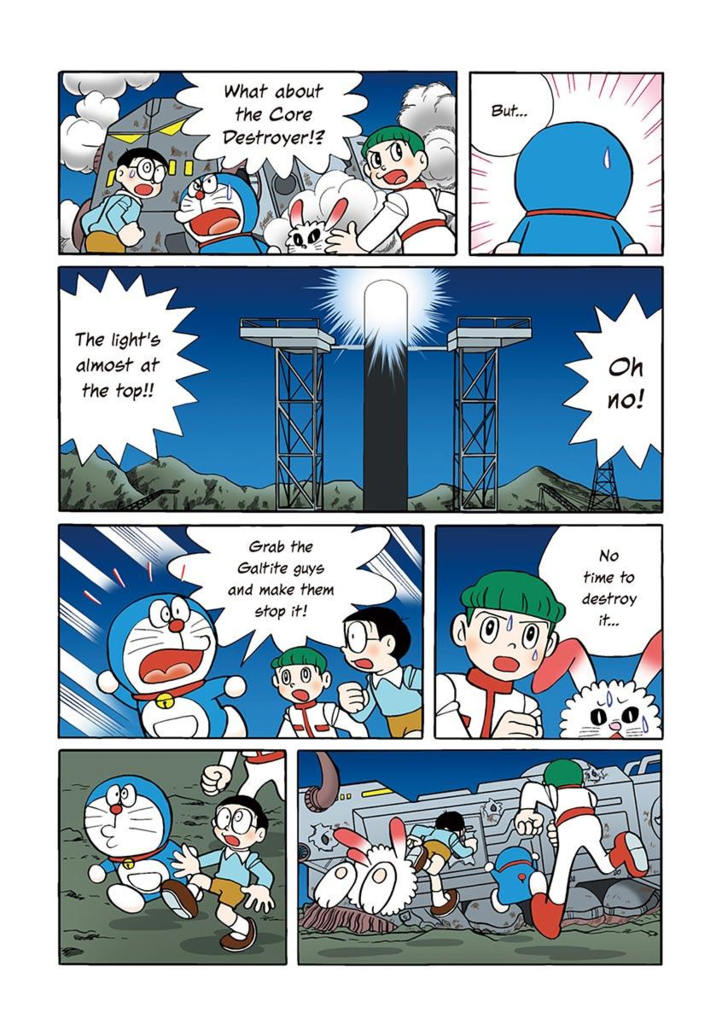 What about
the Core
Destroyer!?
But...
The light's
almost at
the top!!
Oh
no!
Grab the
Galtite guys
and make them
stop it!
No
time to
destroy
it...